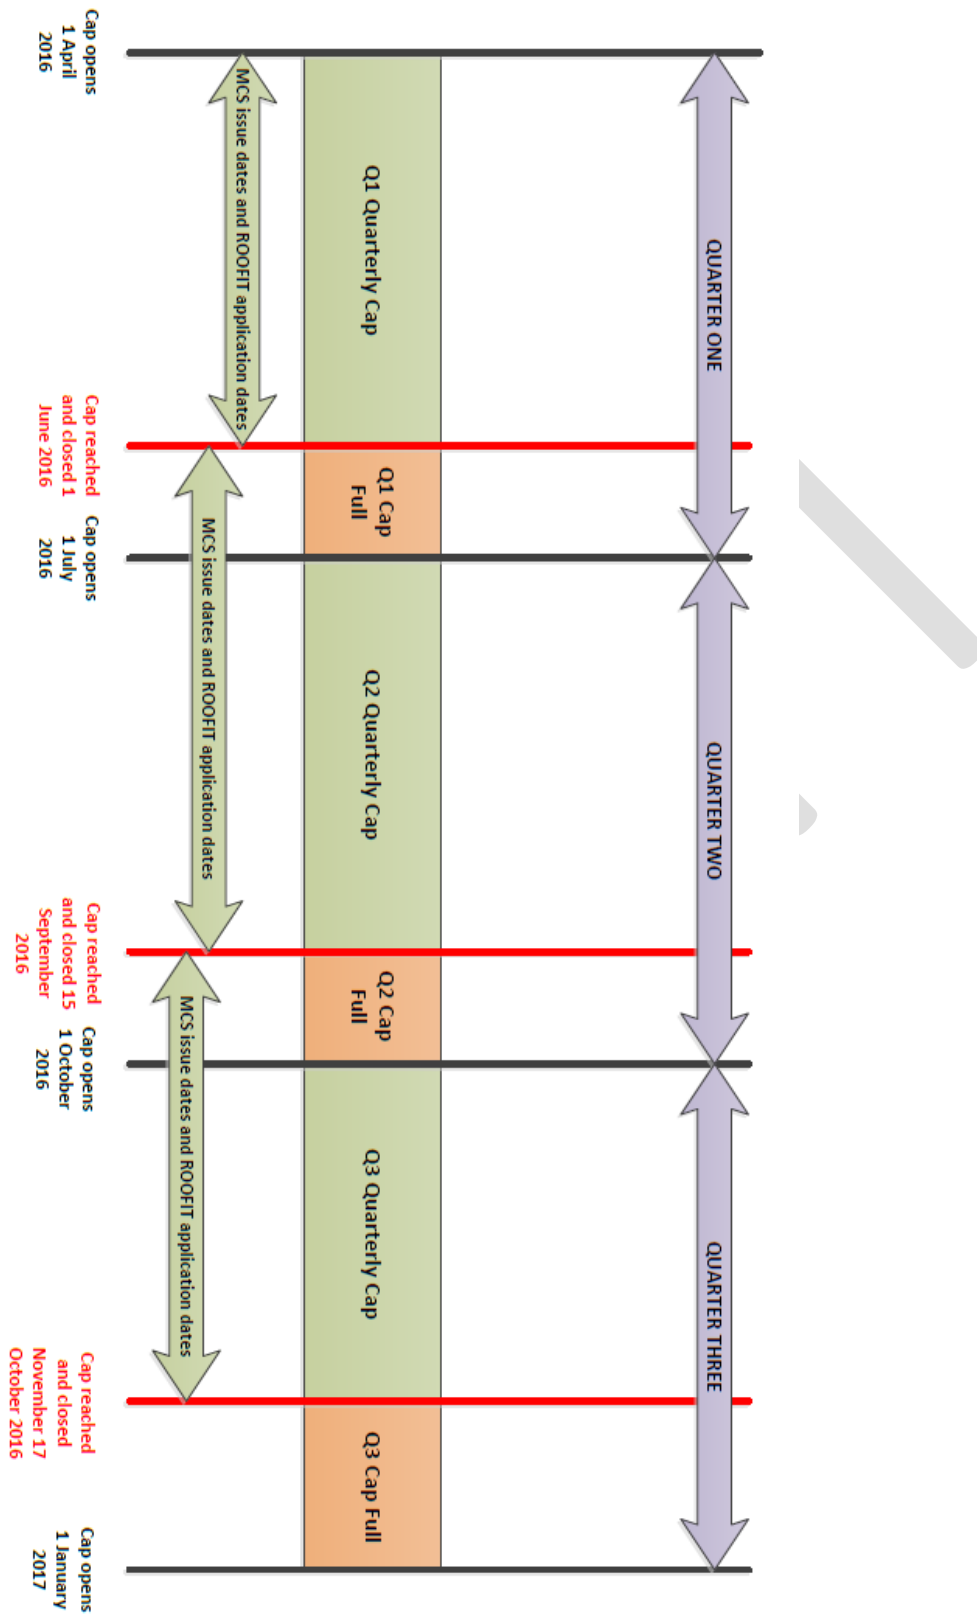 QUARTER ONE
QUARTER TWO
QUARTER THREE
Q1 Quarterly Cap
Q1 Cap
Full
Q2 Quarterly Cap
Q2 Cap
Full
Q3 Quarterly Cap
Q3 Cap Full
MCS issue dates and ROOFIT application dates
MCS issue dates and ROOFIT application dates
MCS issue dates and ROOFIT application dates
Cap opens
1 April
2016
Cap reached
and closed 1
June 2016
Cap opens
1 July
2016
Cap reached
and closed 15
September
2016
Cap opens
1 October
2016
Cap reached
and closed
November 17
October 2016
Cap opens
1 January
2017